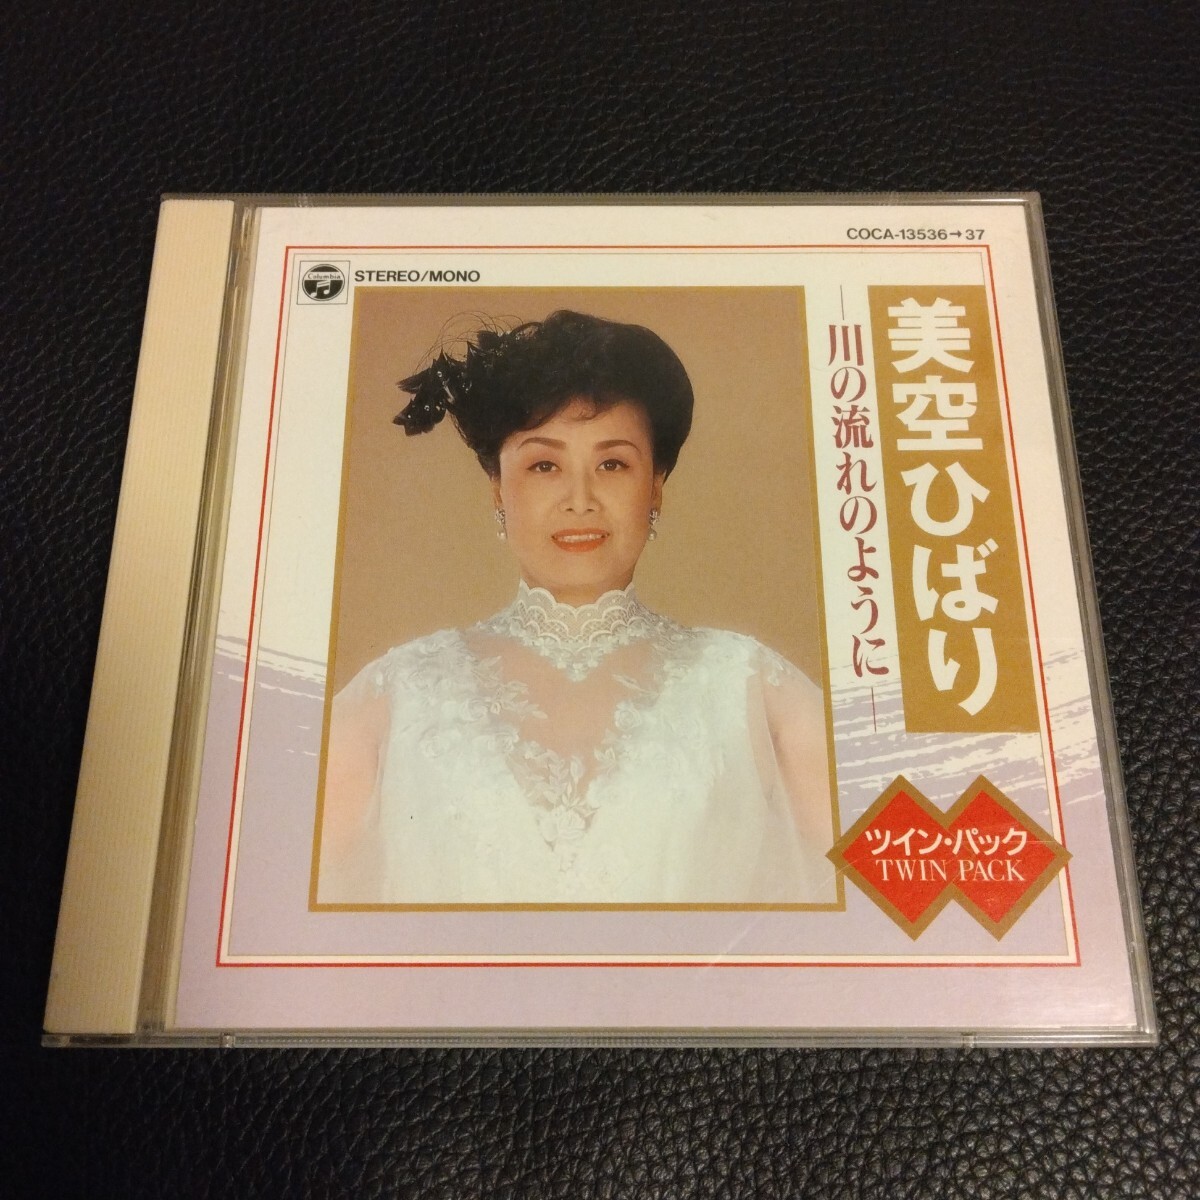 COCA-13536→37
Columbia
STEREO/MONO
美空ひばり
―川の流れのように―
ツイン・パック
TWIN PACK